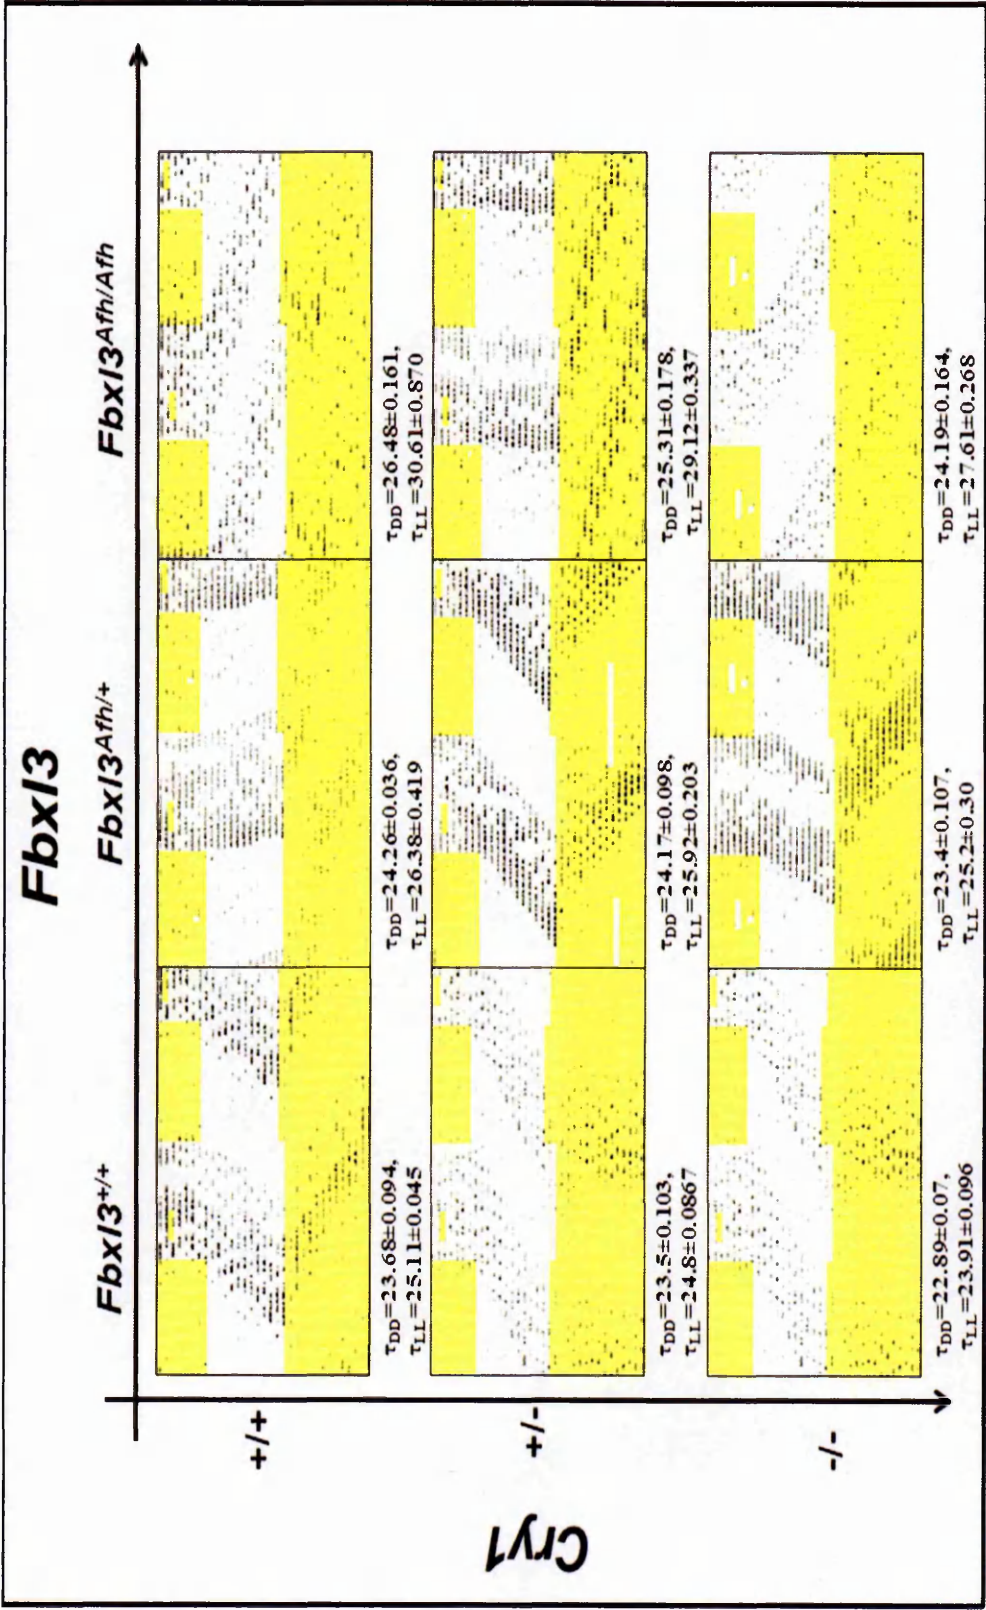 Fbxl3
Fbxl3+/+
Fbxl3Afh/+
Fbxl3Afh/Afh
Cry1
+/+
τDD=23.68±0.094,
τLL=25.11±0.045
τDD=24.26±0.036,
τLL=26.38±0.419
τDD=26.48±0.161,
τLL=30.61±0.870
+/-
τDD=23.5±0.103,
τLL=24.8±0.0867
τDD=24.17±0.098,
τLL=25.92±0.203
τDD=25.31±0.178,
τLL=29.12±0.337
-/-
τDD=22.89±0.07,
τLL=23.91±0.096
τDD=23.4±0.107,
τLL=25.2±0.30
τDD=24.19±0.164,
τLL=27.61±0.268